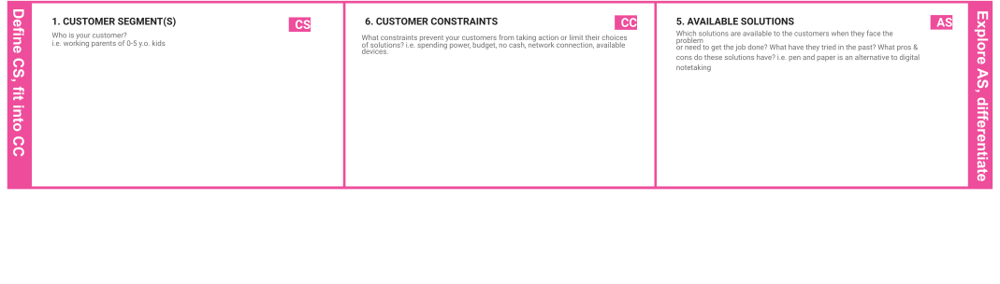 Define CS, fit into CC
1. CUSTOMER SEGMENT(S)
CS
Who is your customer?
i.e. working parents of 0-5 y.o. kids
6. CUSTOMER CONSTRAINTS
CC
What constraints prevent your customers from taking action or limit their choices
of solutions? i.e. spending power, budget, no cash, network connection, available
devices.
5. AVAILABLE SOLUTIONS
AS
Which solutions are available to the customers when they face the
problem
or need to get the job done? What have they tried in the past? What pros &
cons do these solutions have? i.e. pen and paper is an alternative to digital
notetaking
Explore AS, differentiate